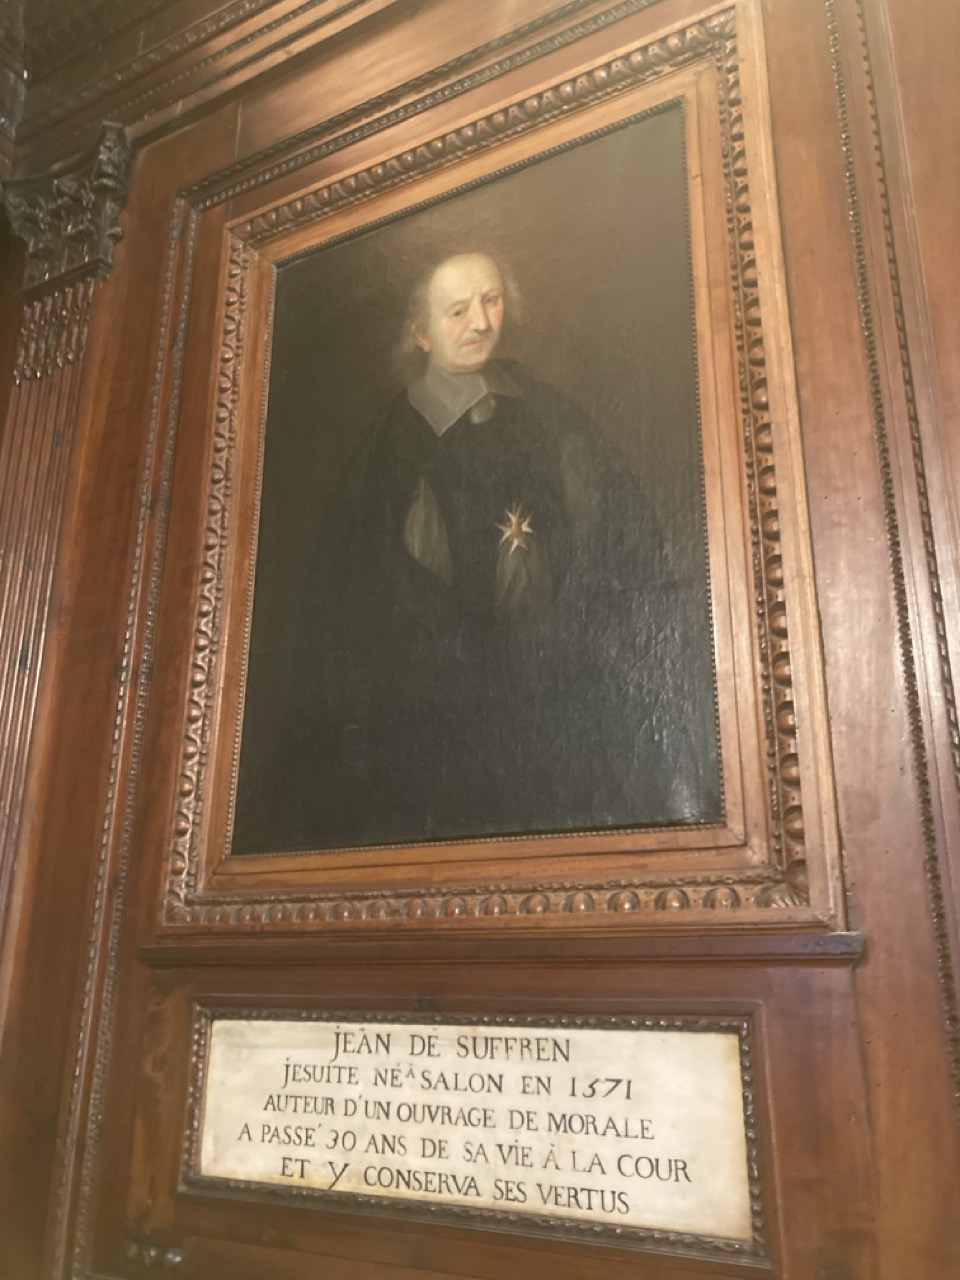 JEAN DE SUFFREN
JESUITE NÉ À SALON EN 1571
AUTEUR D'UN OUVRAGE DE MORALE
A PASSÉ 30 ANS DE SA VIE À LA COUR
ET Y CONSERVA SES VERTUS